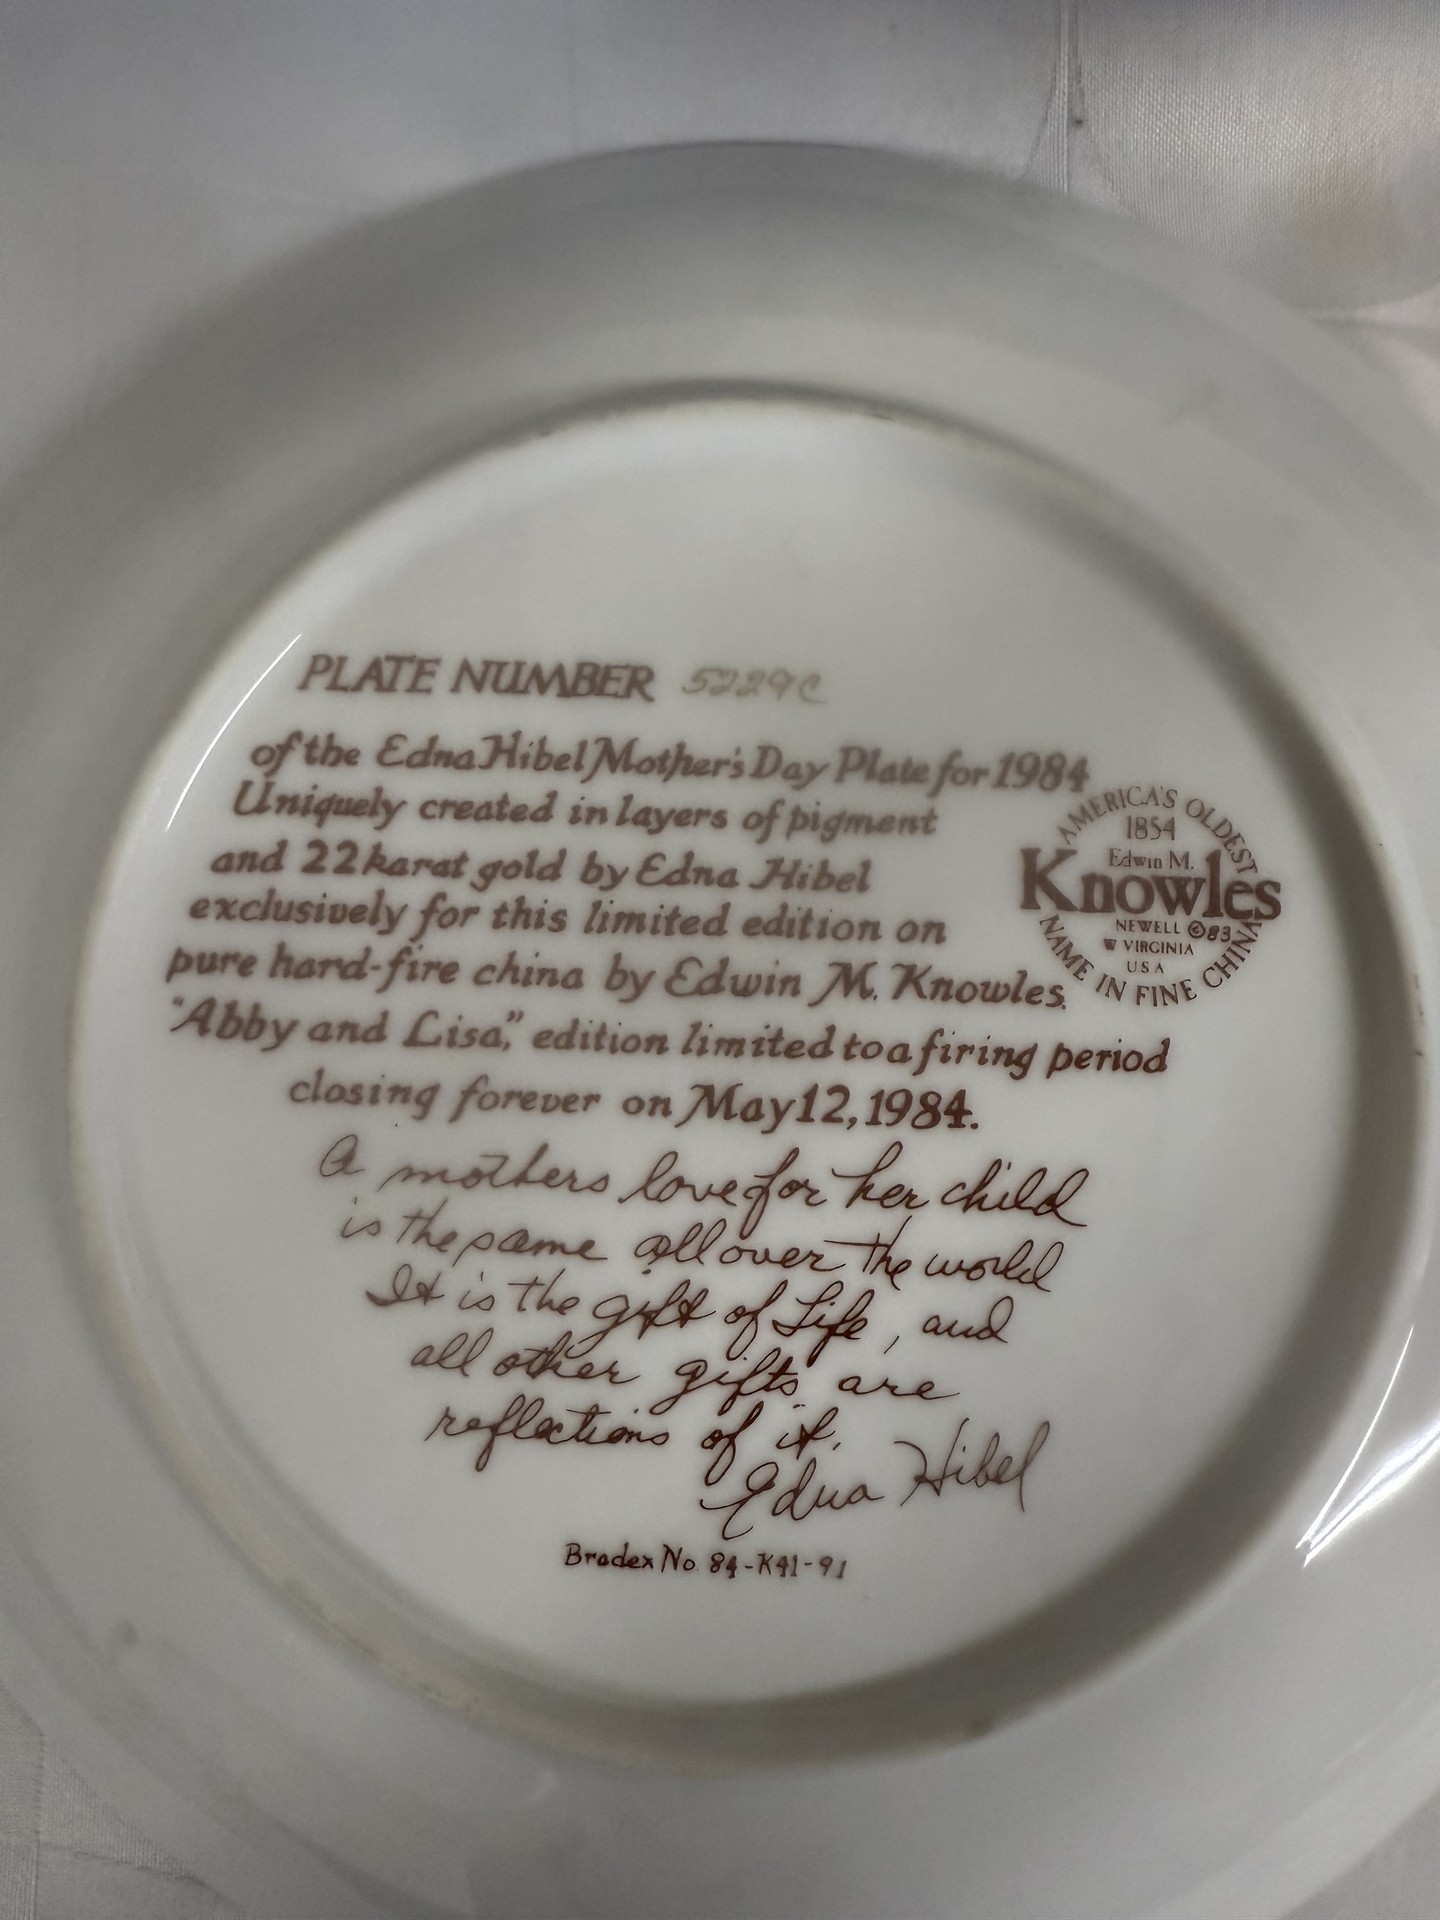 PLATE NUMBER 5229C
of the Edna Hibel Mother's Day Plate for 1984
Uniquely created in layers of pigment
and 22 karat gold by Edna Hibel
exclusively for this limited edition on
pure hard-fire china by Edwin M. Knowles.
"Abby and Lisa," edition limited to a firing period
closing forever on May 12, 1984.
AMERICA'S OLDEST
1854
Edwin M.
Knowles
NEWELL ©83
W VIRGINIA
USA
NAME IN FINE CHINA
A mothers love for her child
is the same all over the world
It is the gift of Life, and
all other gifts are
reflections of it.
Edna Hibel
Bradex No. 84-K41-91